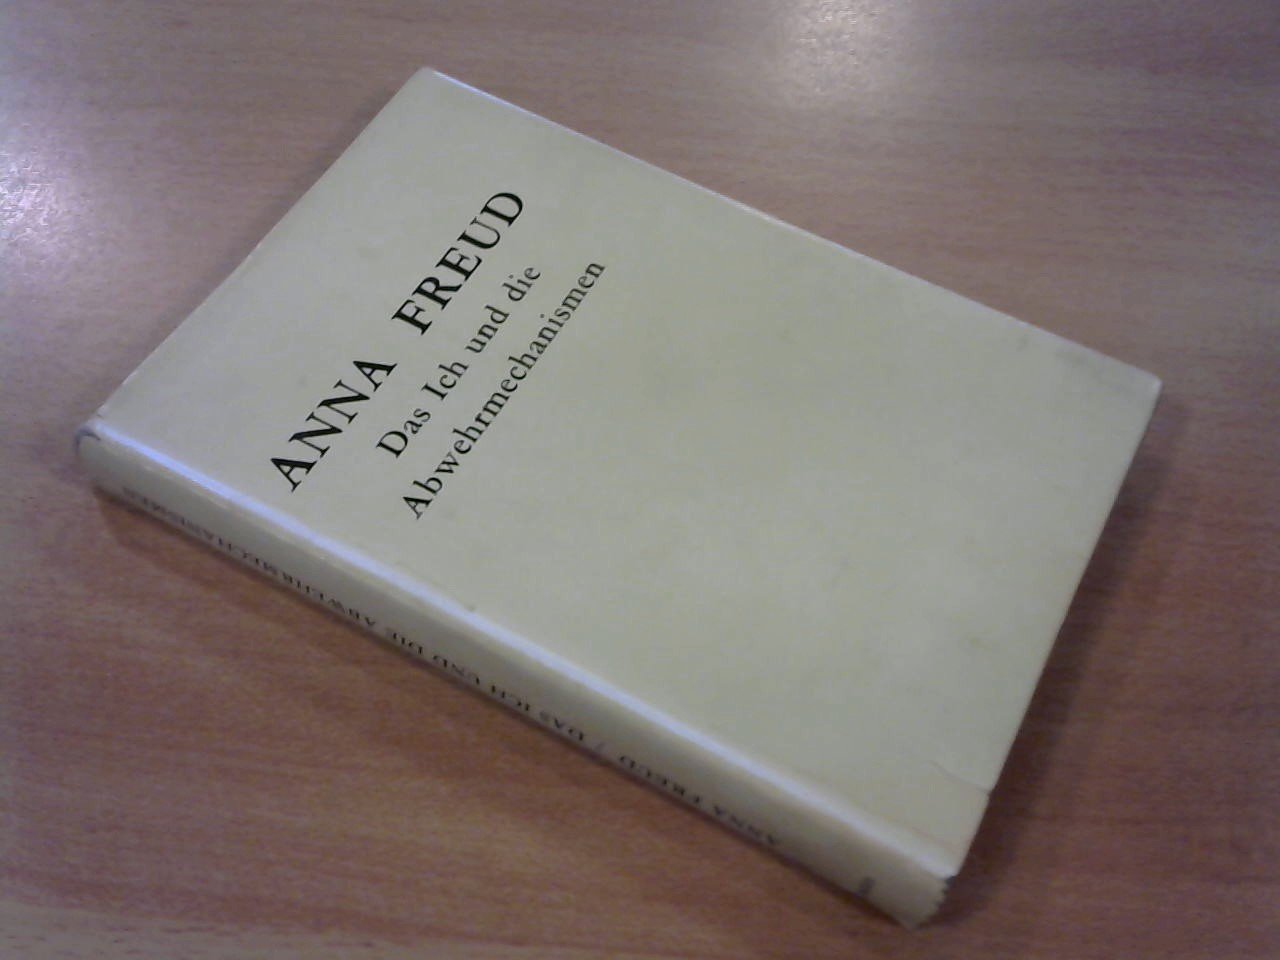 ANNA FREUD
Das Ich und die
Abwehrmechanismen
ANNA FREUD / DAS ICH UND DIE ABWEHRMECHANISMEN